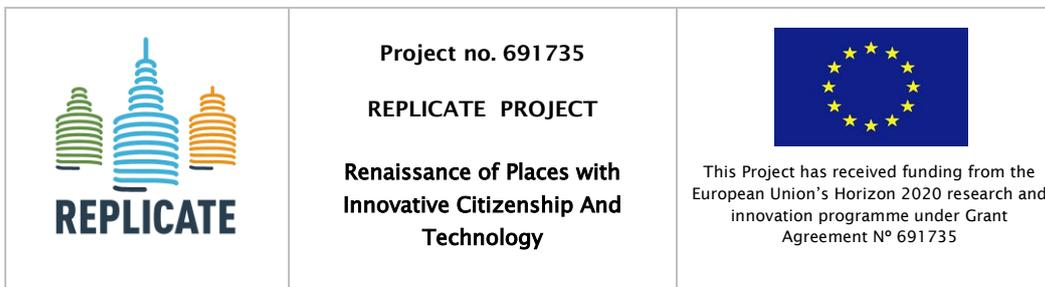 REPLICATE
Project no. 691735
REPLICATE PROJECT
Renaissance of Places with
Innovative Citizenship And
Technology
This Project has received funding from the
European Union's Horizon 2020 research and
innovation programme under Grant
Agreement Nº 691735